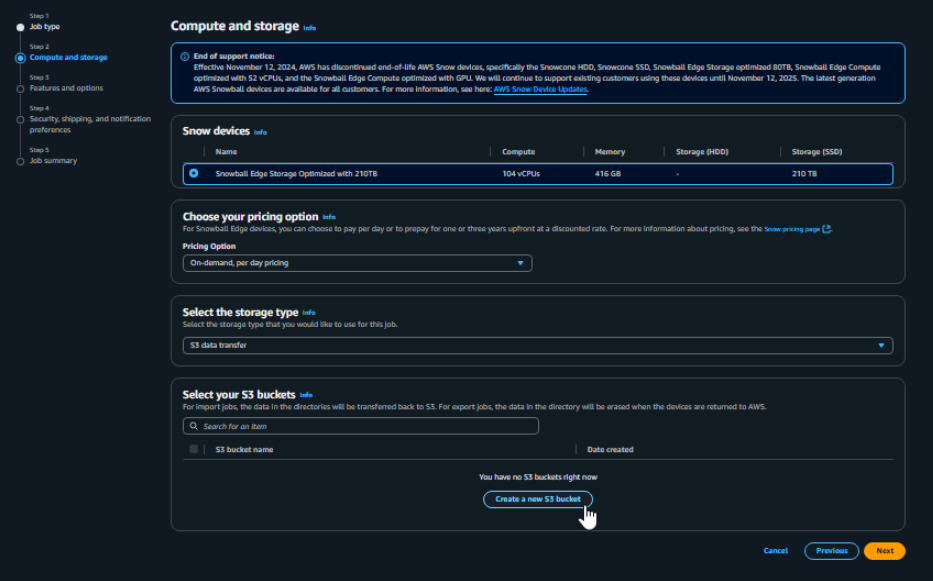 Step 1
Job type
Step 2
Compute and storage
Step 3
Features and options
Step 4
Security, shipping, and notification
preferences
Step 5
Job summary
Compute and storage Info
End of support notice:
Effective November 12, 2024, AWS has discontinued end-of-life AWS Snow devices, specifically the Snowcone HDD, Snowcone SSD, Snowball Edge Storage optimized 80TB, Snowball Edge Compute
optimized with 52 vCPUs, and the Snowball Edge Compute optimized with GPU. We will continue to support existing customers using these devices until November 12, 2025. The latest generation
AWS Snowball devices are available for all customers. For more information, see here: AWS Snow Device Updates.
Snow devices Info
Name Compute Memory Storage (HDD) Storage (SSD)
Snowball Edge Storage Optimized with 210TB 104 vCPUs 416 GB - 210 TB
Choose your pricing option Info
For Snowball Edge devices, you can choose to pay per day or to prepay for one or three years upfront at a discounted rate. For more information about pricing, see the Snow pricing page.
Pricing Option
On-demand, per day pricing
Select the storage type Info
Select the storage type that you would like to use for this job.
S3 data transfer
Select your S3 buckets Info
For import jobs, the data in the directories will be transferred back to S3. For export jobs, the data in the directory will be erased when the devices are returned to AWS.
Search for an item
S3 bucket name Date created
You have no S3 buckets right now
Create a new S3 bucket
Cancel Previous Next